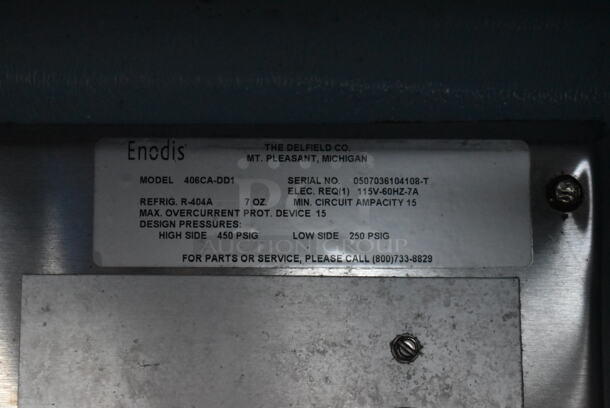 Enodis
THE DELFIELD CO.
MT. PLEASANT, MICHIGAN
MODEL 406CA-DD1 SERIAL NO. 0507036104108-T
ELEC. REQ(1) 115V-60HZ-7A
REFRIG. R-404A 7 OZ. MIN. CIRCUIT AMPACITY 15
MAX. OVERCURRENT PROT. DEVICE 15
DESIGN PRESSURES:
HIGH SIDE 450 PSIG LOW SIDE 250 PSIG
AUCTION GROUP
FOR PARTS OR SERVICE, PLEASE CALL (800)733-8829